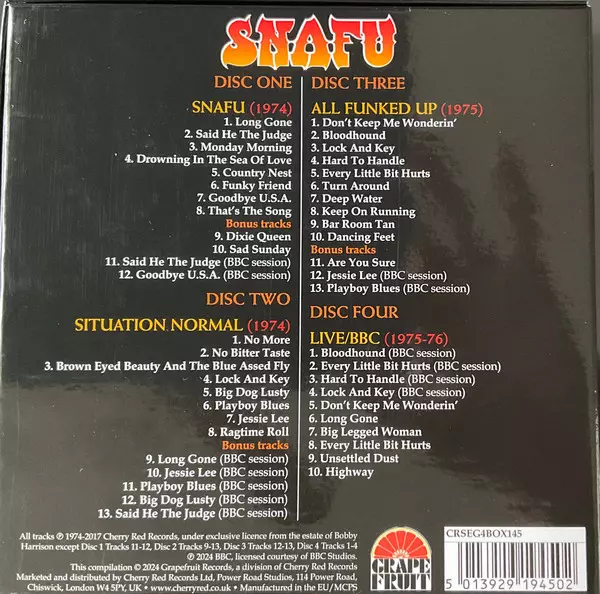 SNAFU
DISC ONE
SNAFU (1974)
1. Long Gone
2. Said He The Judge
3. Monday Morning
4. Drowning In The Sea Of Love
5. Country Nest
6. Funky Friend
7. Goodbye U.S.A.
8. That's The Song
Bonus tracks
9. Dixie Queen
10. Sad Sunday
11. Said He The Judge (BBC session)
12. Goodbye U.S.A. (BBC session)
DISC TWO
SITUATION NORMAL (1974)
1. No More
2. No Bitter Taste
3. Brown Eyed Beauty And The Blue Assed Fly
4. Lock And Key
5. Big Dog Lusty
6. Playboy Blues
7. Jessie Lee
8. Ragtime Roll
Bonus tracks
9. Long Gone (BBC session)
10. Jessie Lee (BBC session)
11. Playboy Blues (BBC session)
12. Big Dog Lusty (BBC session)
13. Said He The Judge (BBC session)
DISC THREE
ALL FUNKED UP (1975)
1. Don't Keep Me Wonderin'
2. Bloodhound
3. Lock And Key
4. Hard To Handle
5. Every Little Bit Hurts
6. Turn Around
7. Deep Water
8. Keep On Running
9. Bar Room Tan
10. Dancing Feet
Bonus tracks
11. Are You Sure
12. Jessie Lee (BBC session)
13. Playboy Blues (BBC session)
DISC FOUR
LIVE/BBC (1975-76)
1. Bloodhound (BBC session)
2. Every Little Bit Hurts (BBC session)
3. Hard To Handle (BBC session)
4. Lock And Key (BBC session)
5. Don't Keep Me Wonderin'
6. Long Gone
7. Big Legged Woman
8. Every Little Bit Hurts
9. Unsettled Dust
10. Highway
All tracks ℗ 1974-2017 Cherry Red Records, under exclusive licence from the estate of Bobby
Harrison except Disc 1 Tracks 11-12, Disc 2 Tracks 9-13, Disc 3 Tracks 12-13, Disc 4 Tracks 1-4
℗ 2024 BBC, licensed courtesy of BBC Studios.
This compilation © 2024 Grapefruit Records, a division of Cherry Red Records
Marketed and distributed by Cherry Red Records Ltd, Power Road Studios, 114 Power Road,
Chiswick, London W4 5PY, UK • www.cherryred.co.uk • Manufactured in the EU/MCPS
GRAPE
FRUIT
CRSEG4BOX145
5 013929 194502